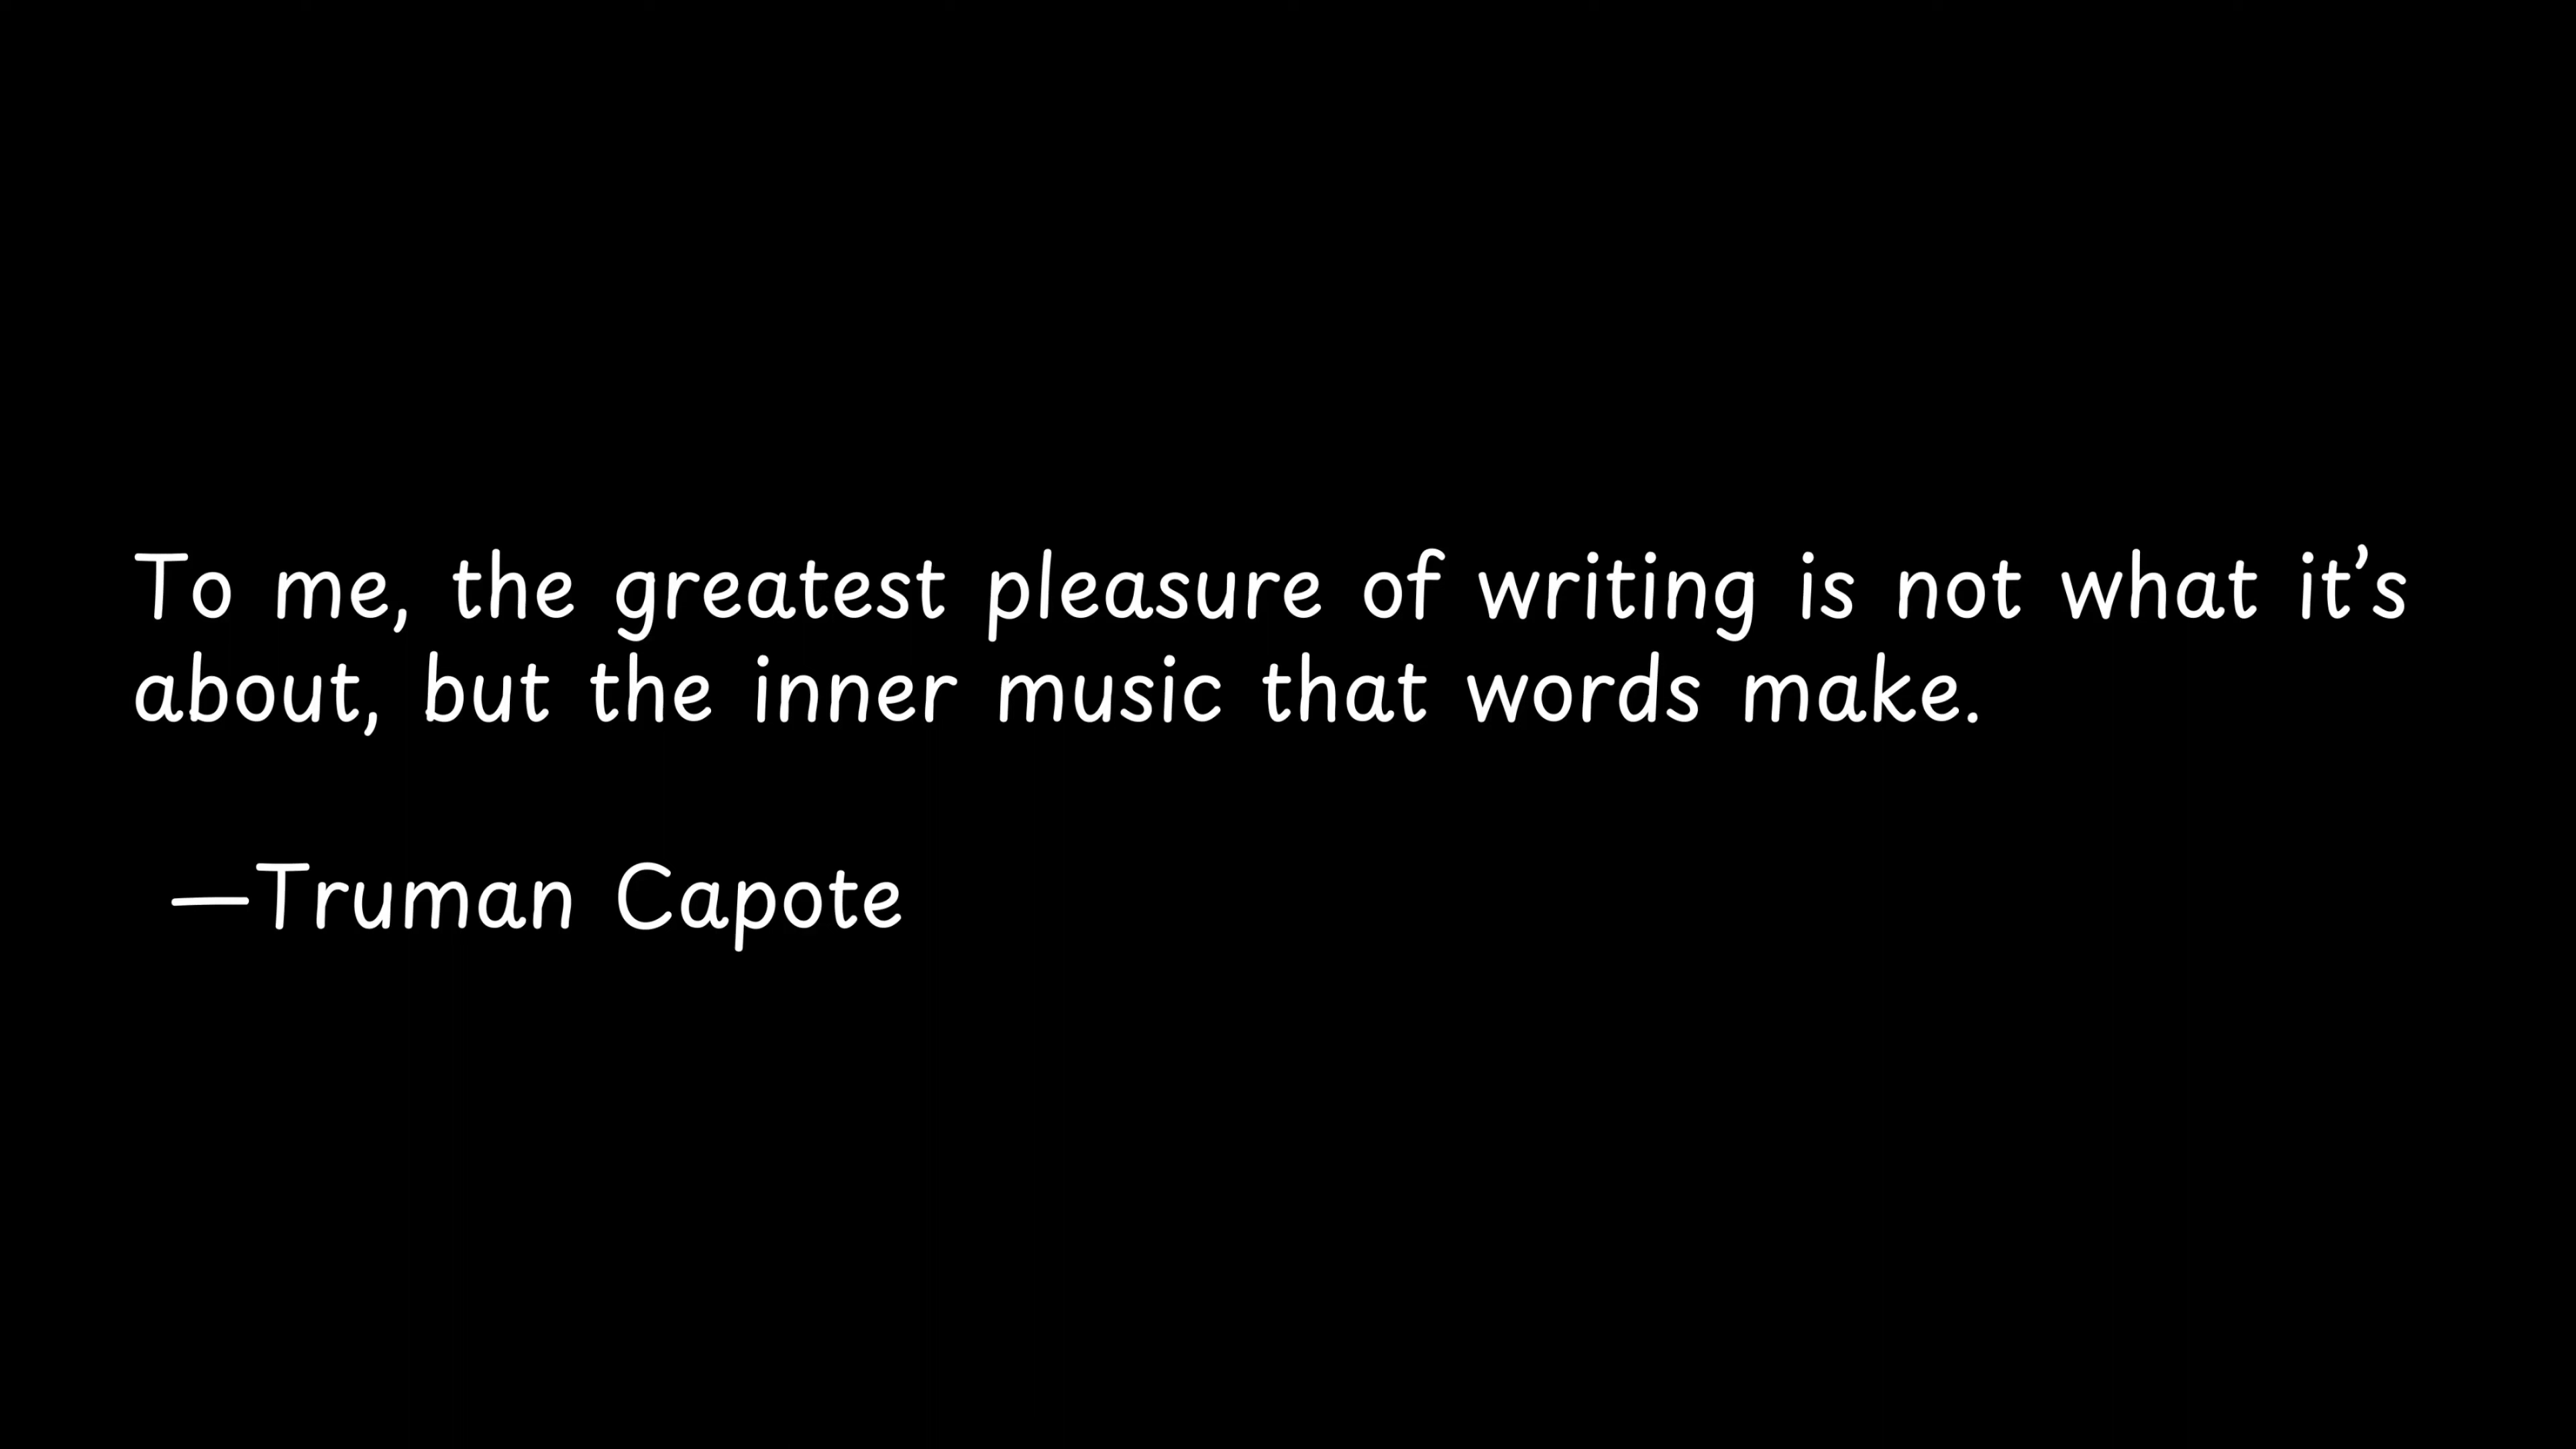 To me, the greatest pleasure of writing is not what it’s
about, but the inner music that words make.
—Truman Capote